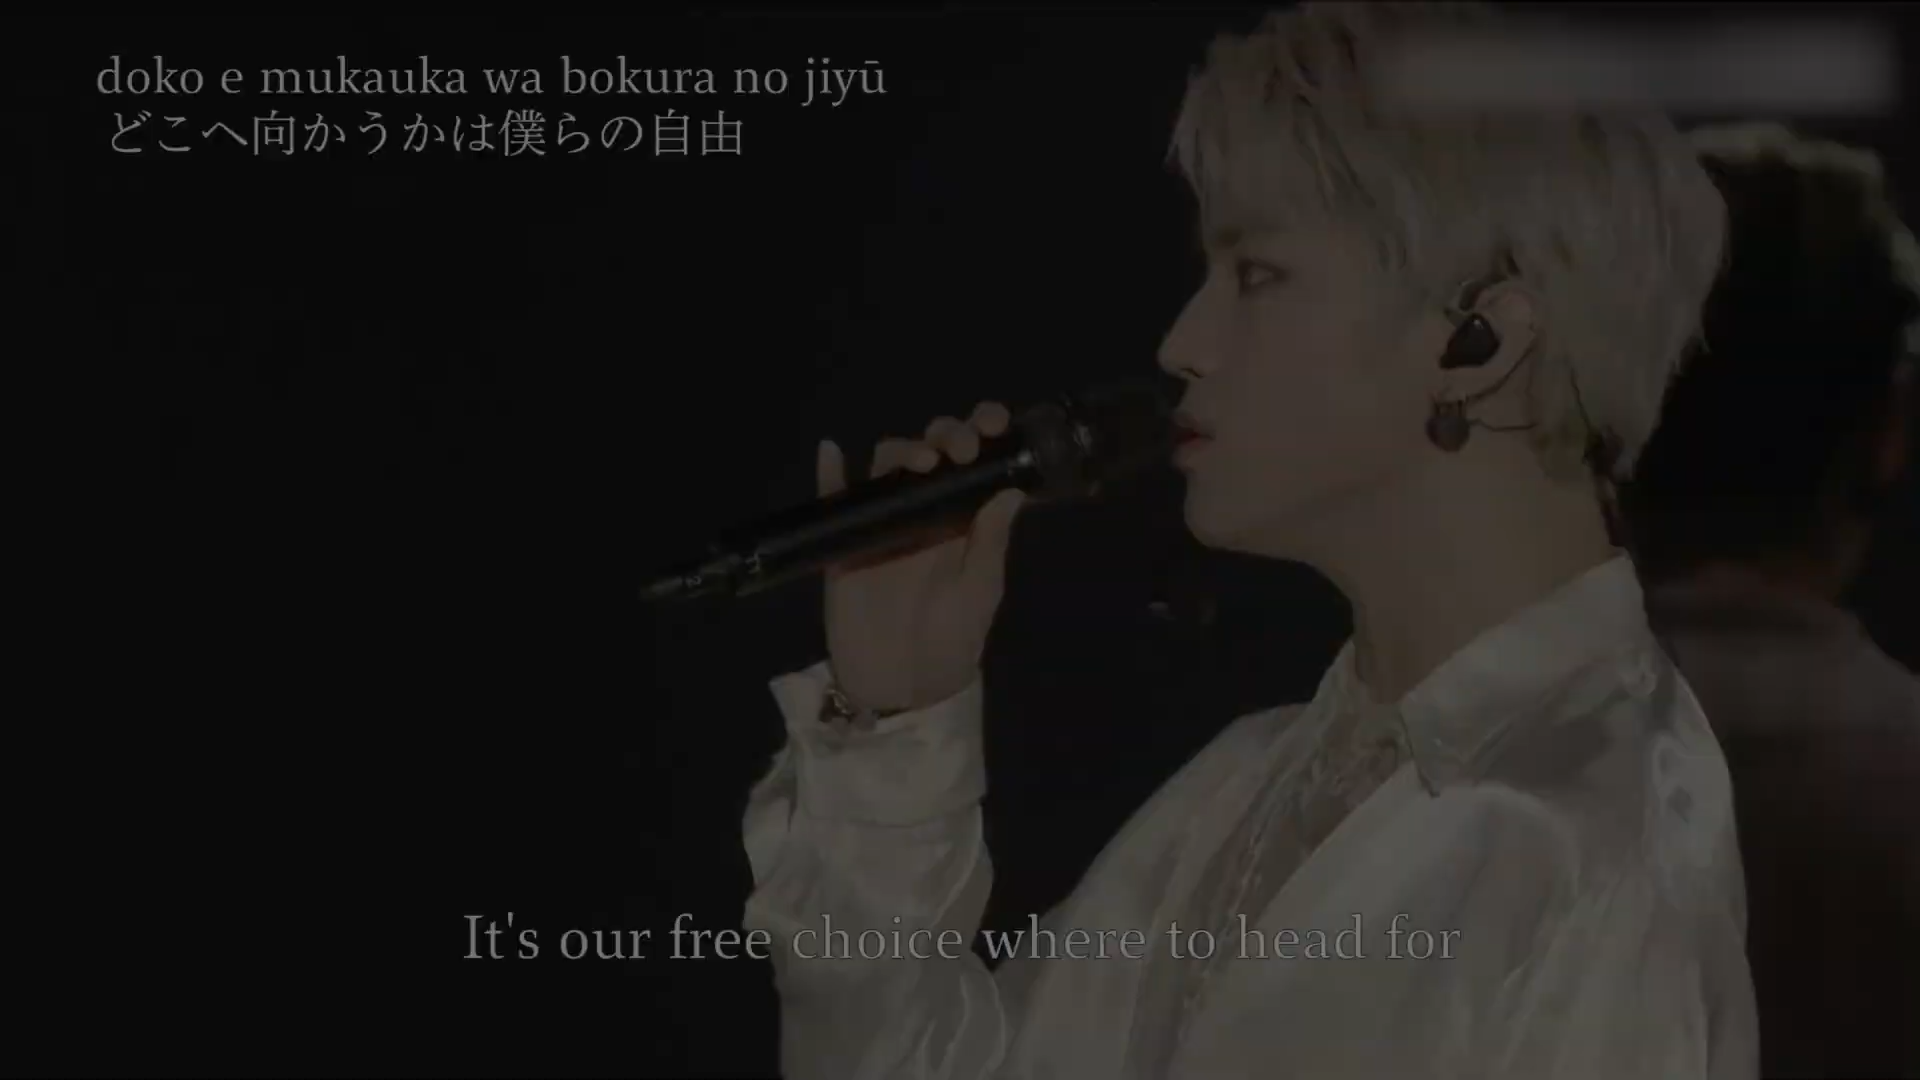 doko e mukauka wa bokura no jiyū
どこへ向かうかは僕らの自由
It's our free choice where to head for